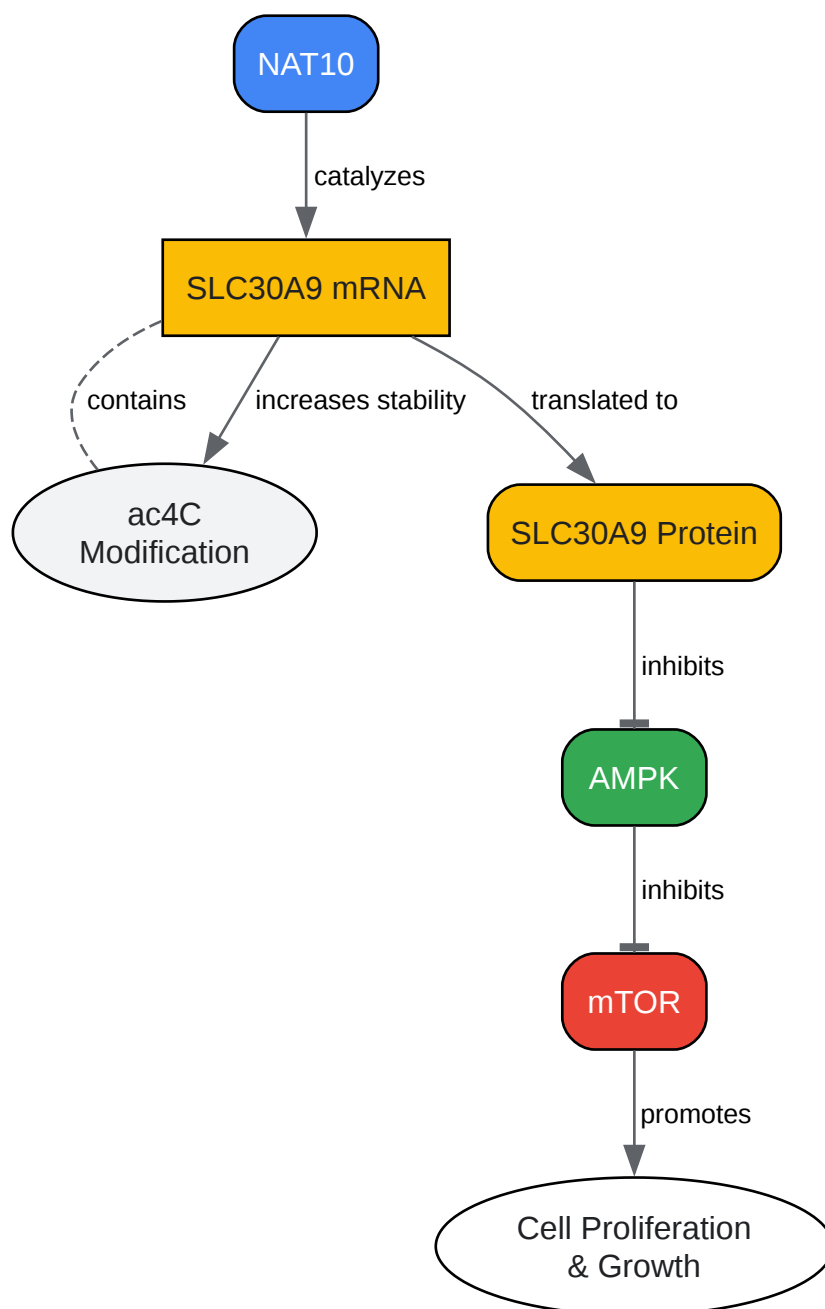 NAT10
catalyzes
SLC30A9 mRNA
contains
increases stability
translated to
ac4C
Modification
SLC30A9 Protein
inhibits
AMPK
inhibits
mTOR
promotes
Cell Proliferation
& Growth